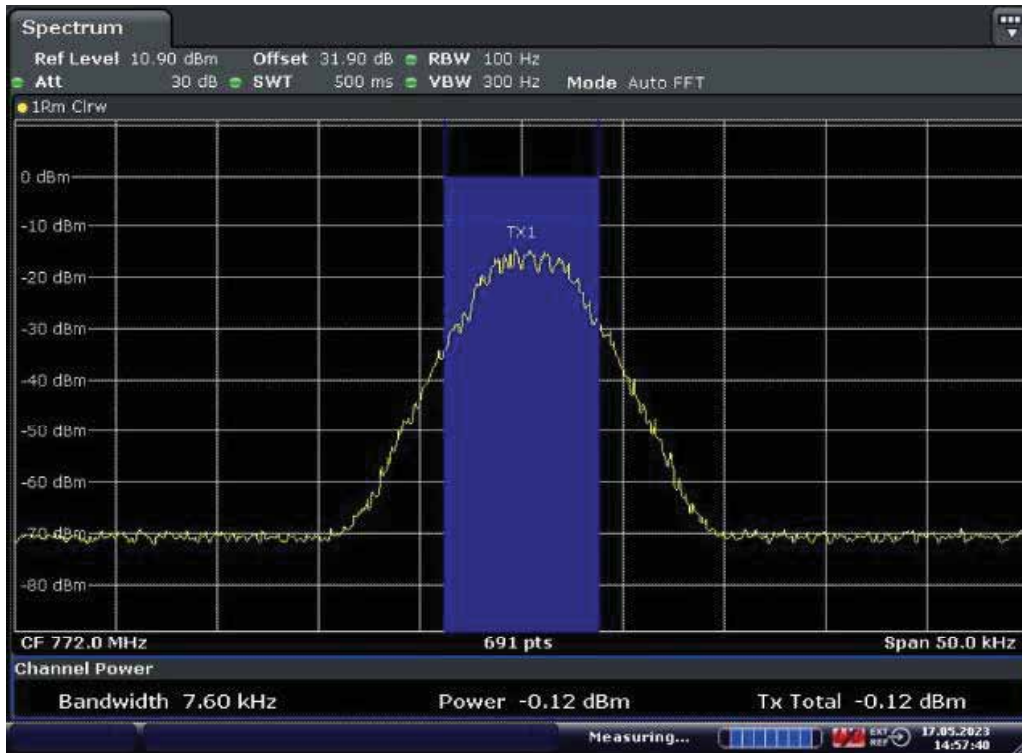 Spectrum
Ref Level 10.90 dBm Offset 31.90 dB RBW 100 Hz
Att 30 dB SWT 500 ms VBW 300 Hz Mode Auto FFT
1Rm Clrw
0 dBm
-10 dBm
TX1
-20 dBm
-30 dBm
-40 dBm
-50 dBm
-60 dBm
-70 dBm
-80 dBm
CF 772.0 MHz 691 pts Span 50.0 kHz
Channel Power
Bandwidth 7.60 kHz Power -0.12 dBm Tx Total -0.12 dBm
Measuring... EXT REF 17.05.2023
14:57:40